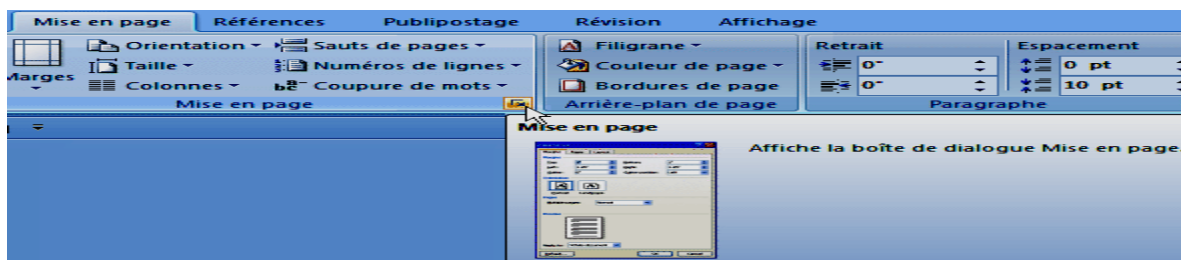 Mise en page Références Publipostage Révision Affichage
Orientation Sauts de pages Filigrane Retrait Espacement
Marges Taille Numéros de lignes Couleur de page 0" 0 pt
Colonnes bª⁻ Coupure de mots Bordures de page 0" 10 pt
Mise en page Arrière-plan de page Paragraphe
Mise en page
Affiche la boîte de dialogue Mise en page.